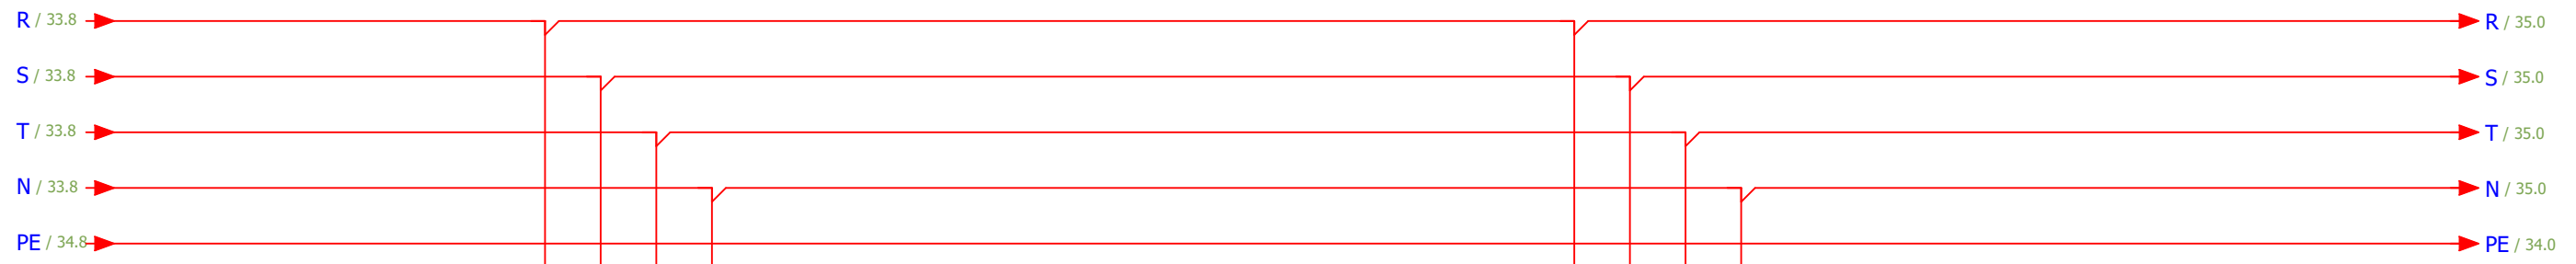 R / 33.8 R / 35.0
S / 33.8 S / 35.0
T / 33.8 T / 35.0
N / 33.8 N / 35.0
PE / 34.8 PE / 34.0